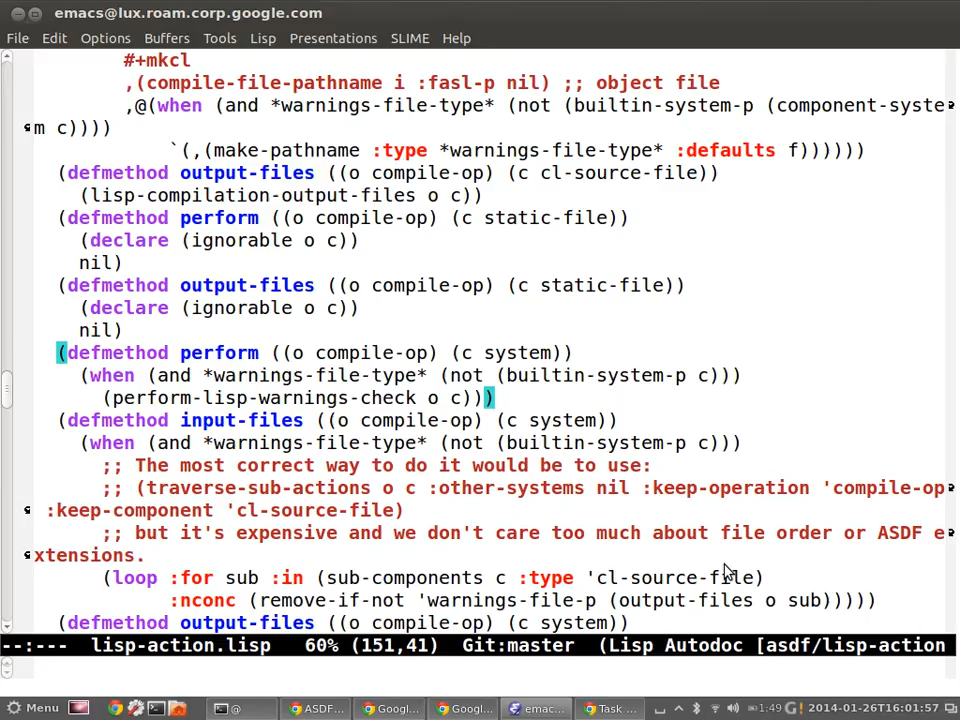 emacs@lux.roam.corp.google.com
File Edit Options Buffers Tools Lisp Presentations SLIME Help
#+mkcl
,(compile-file-pathname i :fasl-p nil) ;; object file
,@(when (and *warnings-file-type* (not (builtin-system-p (component-syste
m c))))
`(,(make-pathname :type *warnings-file-type* :defaults f))))))
(defmethod output-files ((o compile-op) (c cl-source-file))
(lisp-compilation-output-files o c))
(defmethod perform ((o compile-op) (c static-file))
(declare (ignorable o c))
nil)
(defmethod output-files ((o compile-op) (c static-file))
(declare (ignorable o c))
nil)
(defmethod perform ((o compile-op) (c system))
(when (and *warnings-file-type* (not (builtin-system-p c)))
(perform-lisp-warnings-check o c)))
(defmethod input-files ((o compile-op) (c system))
(when (and *warnings-file-type* (not (builtin-system-p c)))
;; The most correct way to do it would be to use:
;; (traverse-sub-actions o c :other-systems nil :keep-operation 'compile-op
:keep-component 'cl-source-file)
;; but it's expensive and we don't care too much about file order or ASDF e
xtensions.
(loop :for sub :in (sub-components c :type 'cl-source-file)
:nconc (remove-if-not 'warnings-file-p (output-files o sub)))))
(defmethod output-files ((o compile-op) (c system))
--:--- lisp-action.lisp 60% (151,41) Git:master (Lisp Autodoc [asdf/lisp-action
Menu @ ASDF... Googl... Googl... emac... Task ... 1:49 2014-01-26T16:01:57